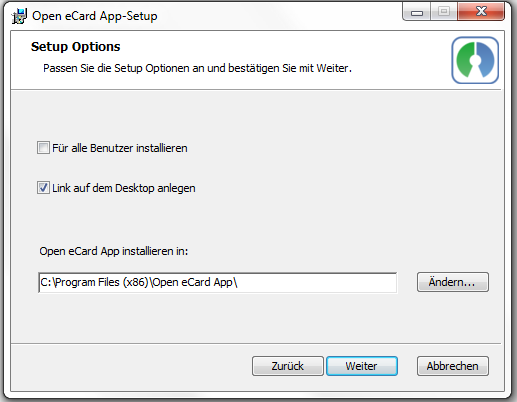 Open eCard App-Setup
Setup Options
Passen Sie die Setup Optionen an und bestätigen Sie mit Weiter.
Für alle Benutzer installieren
Link auf dem Desktop anlegen
Open eCard App installieren in:
C:\Program Files (x86)\Open eCard App\
Ändern...
Zurück
Weiter
Abbrechen